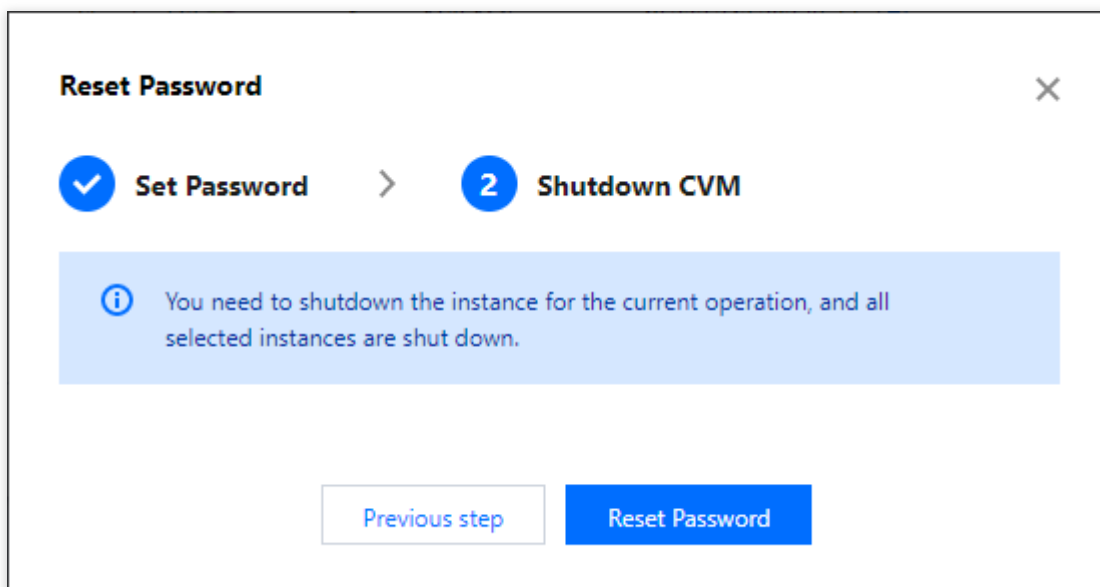 Reset Password
Set Password
2 Shutdown CVM
You need to shutdown the instance for the current operation, and all
selected instances are shut down.
Previous step
Reset Password